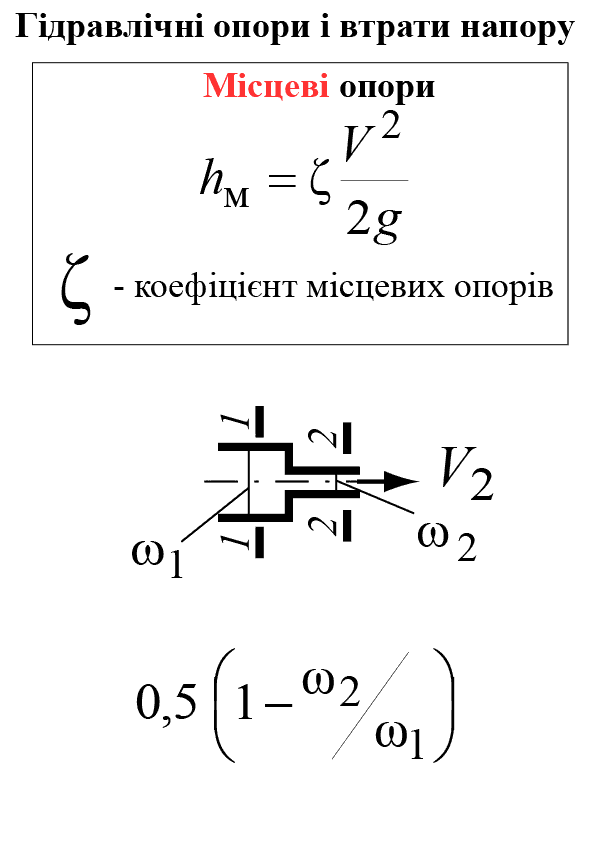 Гідравлічні опори і втрати напору
Місцеві опори
hм = ζ V²/2g
ζ - коефіцієнт місцевих опорів
1 2
V₂
ω₁ 1 2 ω₂
0,5 (1 − ω₂/ω₁)